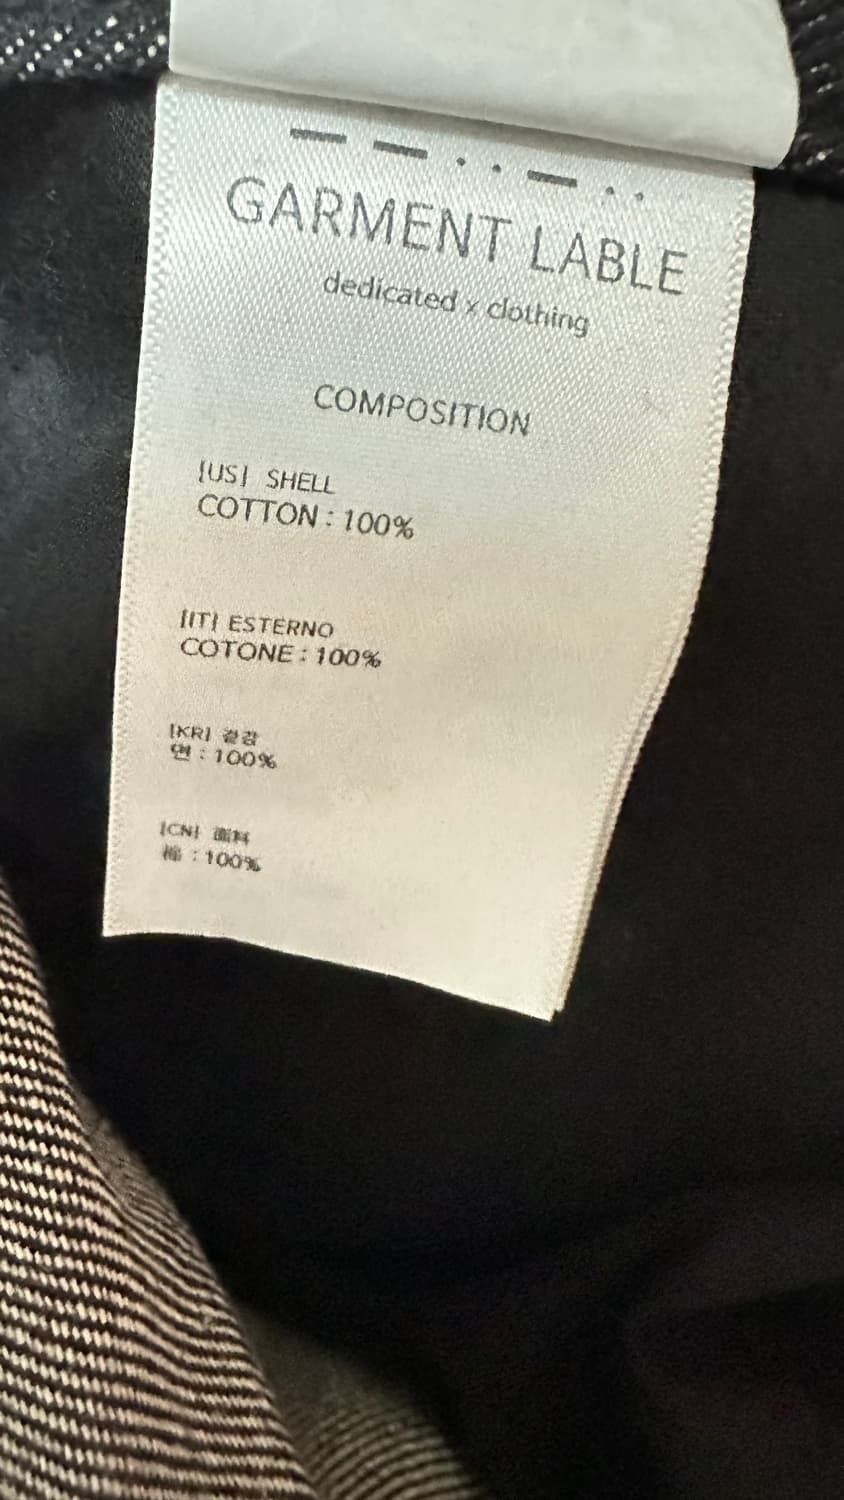 — — · · — · ·
GARMENT LABLE
dedicated x clothing
COMPOSITION
[US] SHELL
COTTON : 100%
[IT] ESTERNO
COTONE : 100%
[KR] 겉감
면 : 100%
[CN] 面料
棉 : 100%